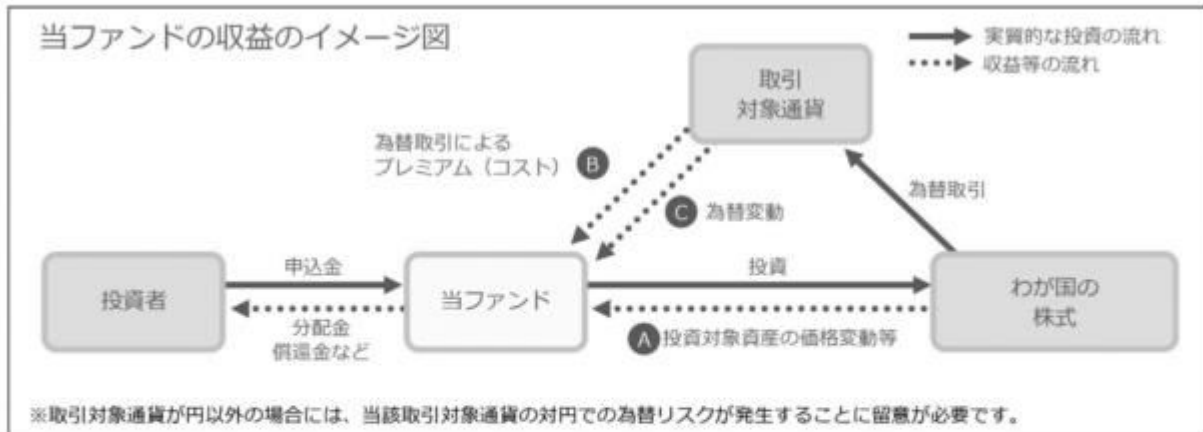 当ファンドの収益のイメージ図
実質的な投資の流れ
収益等の流れ
取引
対象通貨
為替取引による
プレミアム（コスト）
B
C
為替変動
為替取引
投資者
申込金
分配金
償還金など
当ファンド
投資
A
投資対象資産の価格変動等
わが国の
株式
※取引対象通貨が円以外の場合には、当該取引対象通貨の対円での為替リスクが発生することに留意が必要です。